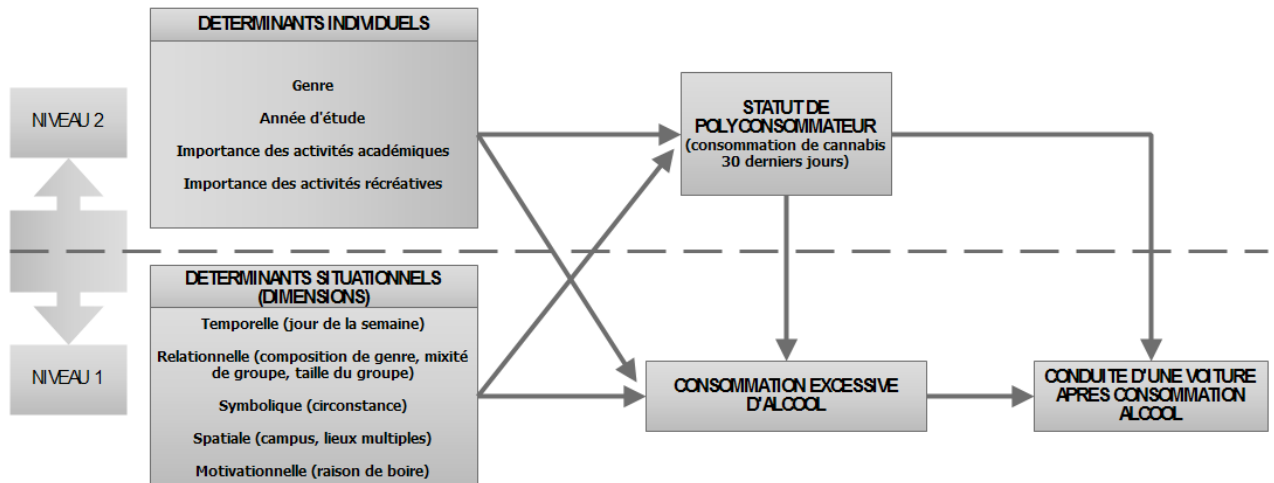 DETERMINANTS INDIVIDUELS
Genre
Année d'étude
Importance des activités académiques
Importance des activités récréatives
NIVEAU 2
STATUT DE
POLYCONSOMMATEUR
(consommation de cannabis
30 derniers jours)
DETERMINANTS SITUATIONNELS
(DIMENSIONS)
Temporelle (jour de la semaine)
Relationnelle (composition de genre, mixité
de groupe, taille du groupe)
Symbolique (circonstance)
Spatiale (campus, lieux multiples)
Motivationnelle (raison de boire)
NIVEAU 1
CONSOMMATION EXCESSIVE
D'ALCOOL
CONDUITE D'UNE VOITURE
APRES CONSOMMATION
ALCOOL